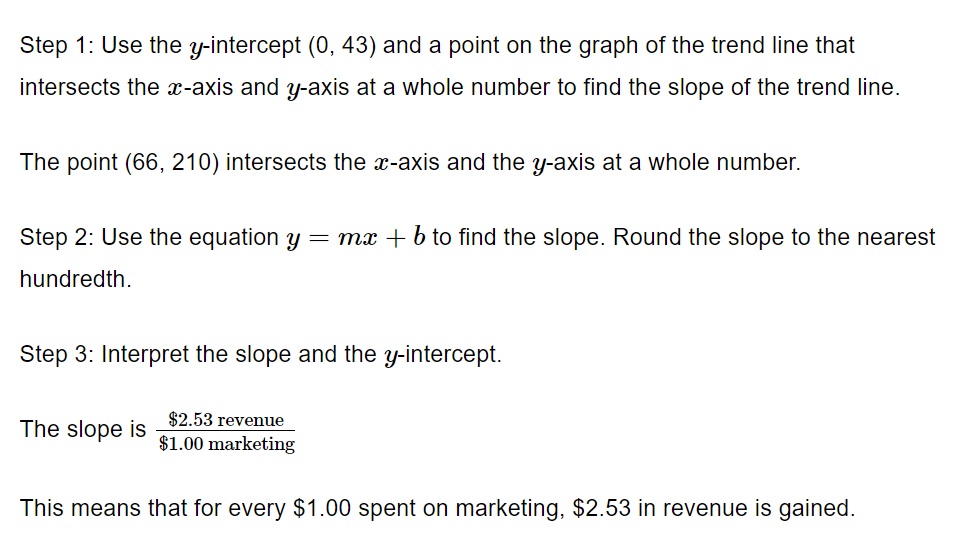 Step 1: Use the y-intercept (0, 43) and a point on the graph of the trend line that
intersects the x-axis and y-axis at a whole number to find the slope of the trend line.
The point (66, 210) intersects the x-axis and the y-axis at a whole number.
Step 2: Use the equation y = mx + b to find the slope. Round the slope to the nearest
hundredth.
Step 3: Interpret the slope and the y-intercept.
The slope is $2.53 revenue / $1.00 marketing
This means that for every $1.00 spent on marketing, $2.53 in revenue is gained.